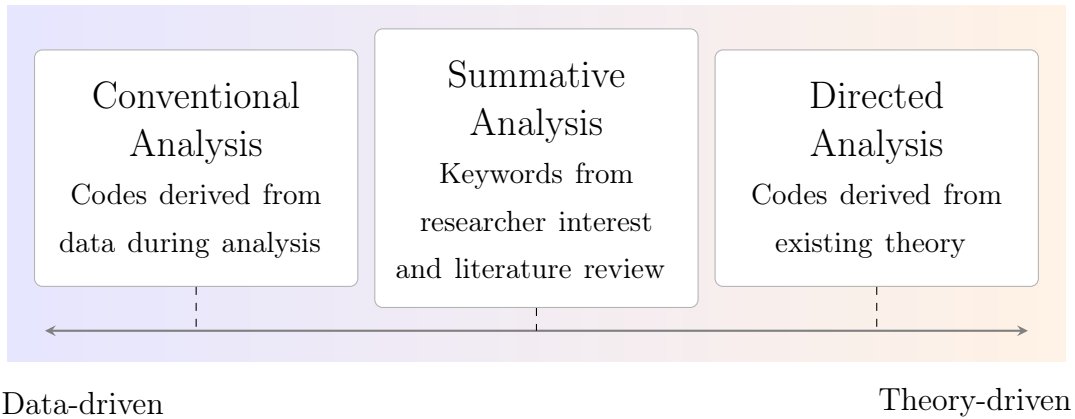 Conventional
Analysis
Codes derived from
data during analysis
Summative
Analysis
Keywords from
researcher interest
and literature review
Directed
Analysis
Codes derived from
existing theory
Data-driven
Theory-driven